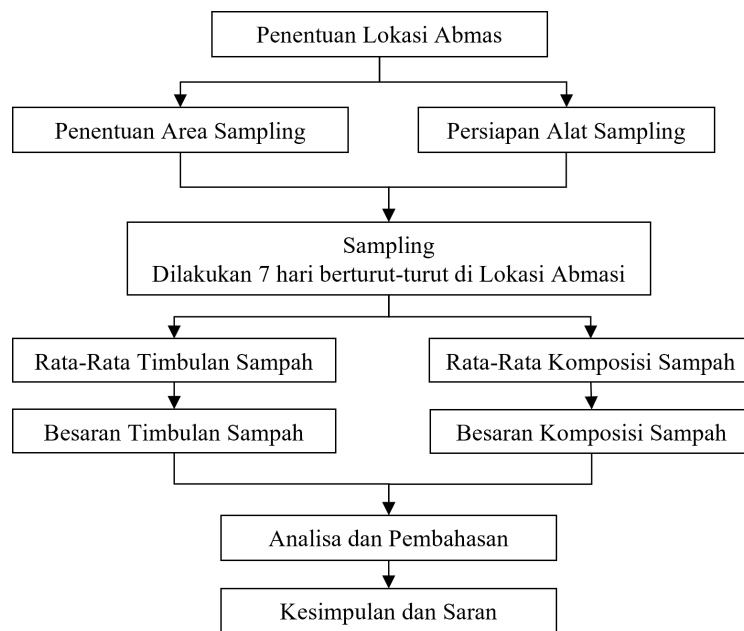 Penentuan Lokasi Abmas
Penentuan Area Sampling
Persiapan Alat Sampling
Sampling
Dilakukan 7 hari berturut-turut di Lokasi Abmasi
Rata-Rata Timbulan Sampah
Rata-Rata Komposisi Sampah
Besaran Timbulan Sampah
Besaran Komposisi Sampah
Analisa dan Pembahasan
Kesimpulan dan Saran